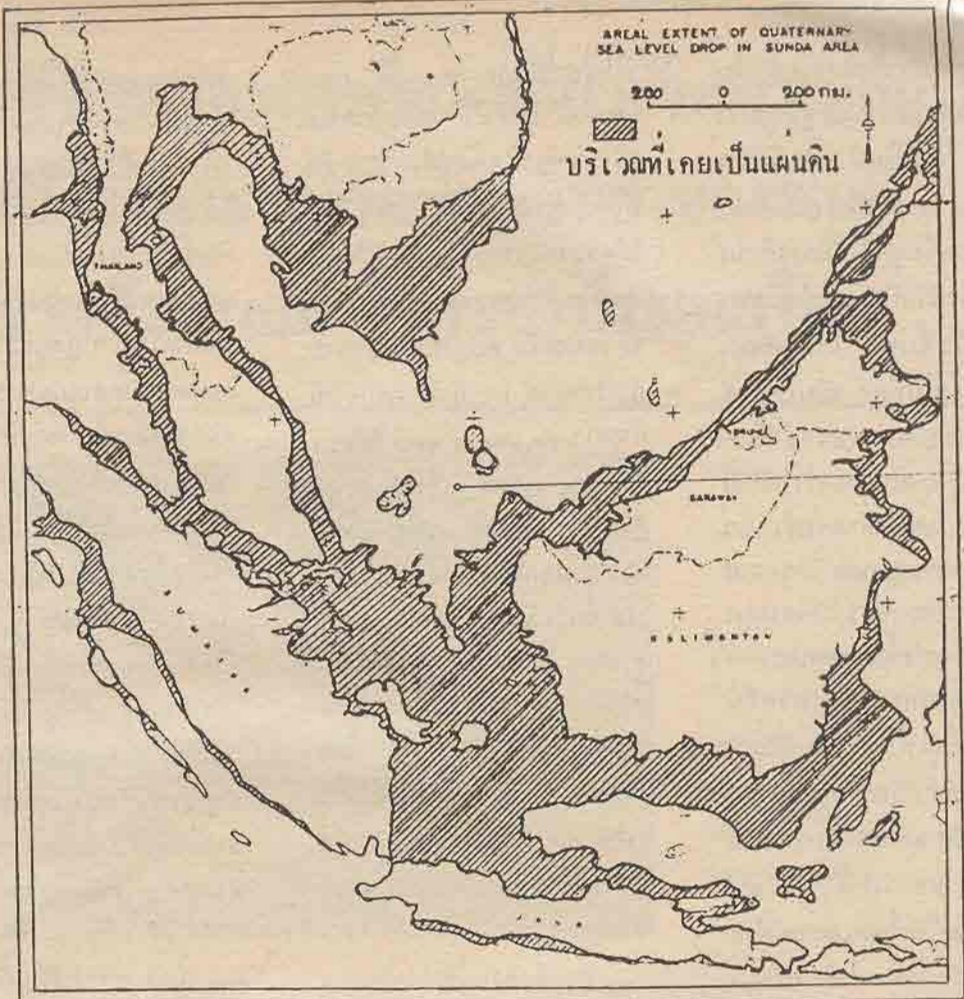 AREAL EXTENT OF QUATERNARY
SEA LEVEL DROP IN SUNDA AREA
200 0 200 กม.
บริเวณที่เคยเป็นแผ่นดิน
THAILAND
BRUNEI
SARAWAK
KALIMANTAN